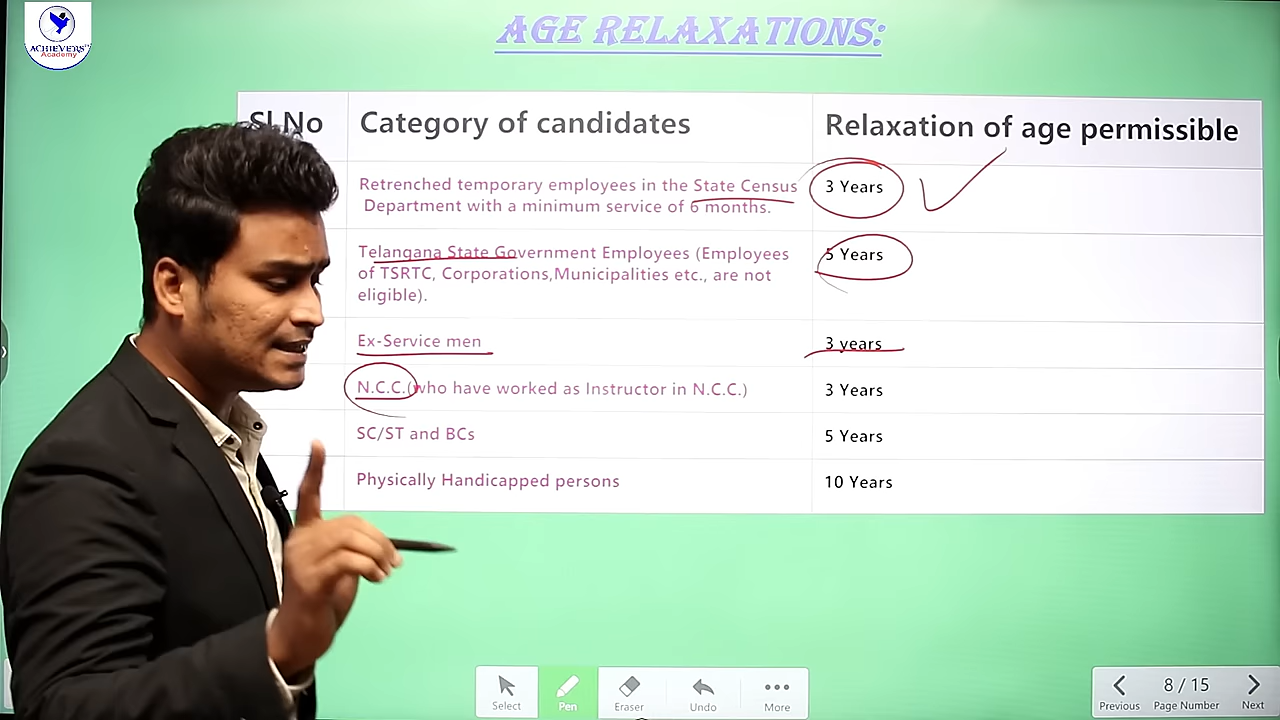 ACHIEVERS'
Academy
AGE RELAXATIONS:
Sl.No
Category of candidates
Relaxation of age permissible
Retrenched temporary employees in the State Census
Department with a minimum service of 6 months.
3 Years
Telangana State Government Employees (Employees
of TSRTC, Corporations,Municipalities etc., are not
eligible).
5 Years
Ex-Service men
3 years
N.C.C.(who have worked as Instructor in N.C.C.)
3 Years
SC/ST and BCs
5 Years
Physically Handicapped persons
10 Years
Select
Pen
Eraser
Undo
More
8 / 15
Previous
Page Number
Next